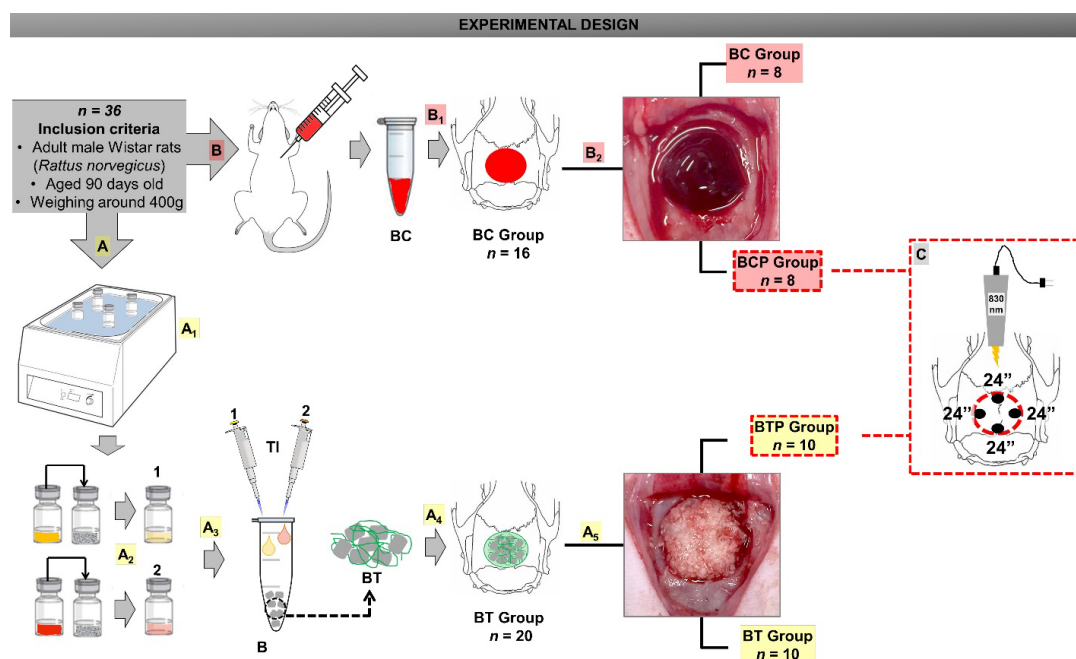 EXPERIMENTAL DESIGN
n = 36
Inclusion criteria
• Adult male Wistar rats
(Rattus norvegicus)
• Aged 90 days old
• Weighing around 400g
B
BC
B1
BC Group
n = 16
B2
BC Group
n = 8
BCP Group
n = 8
C
830
nm
24”
24”
24”
24”
A
A1
1
A2
2
A3
1
TI
2
B
BT
A4
BT Group
n = 20
A5
BTP Group
n = 10
BT Group
n = 10